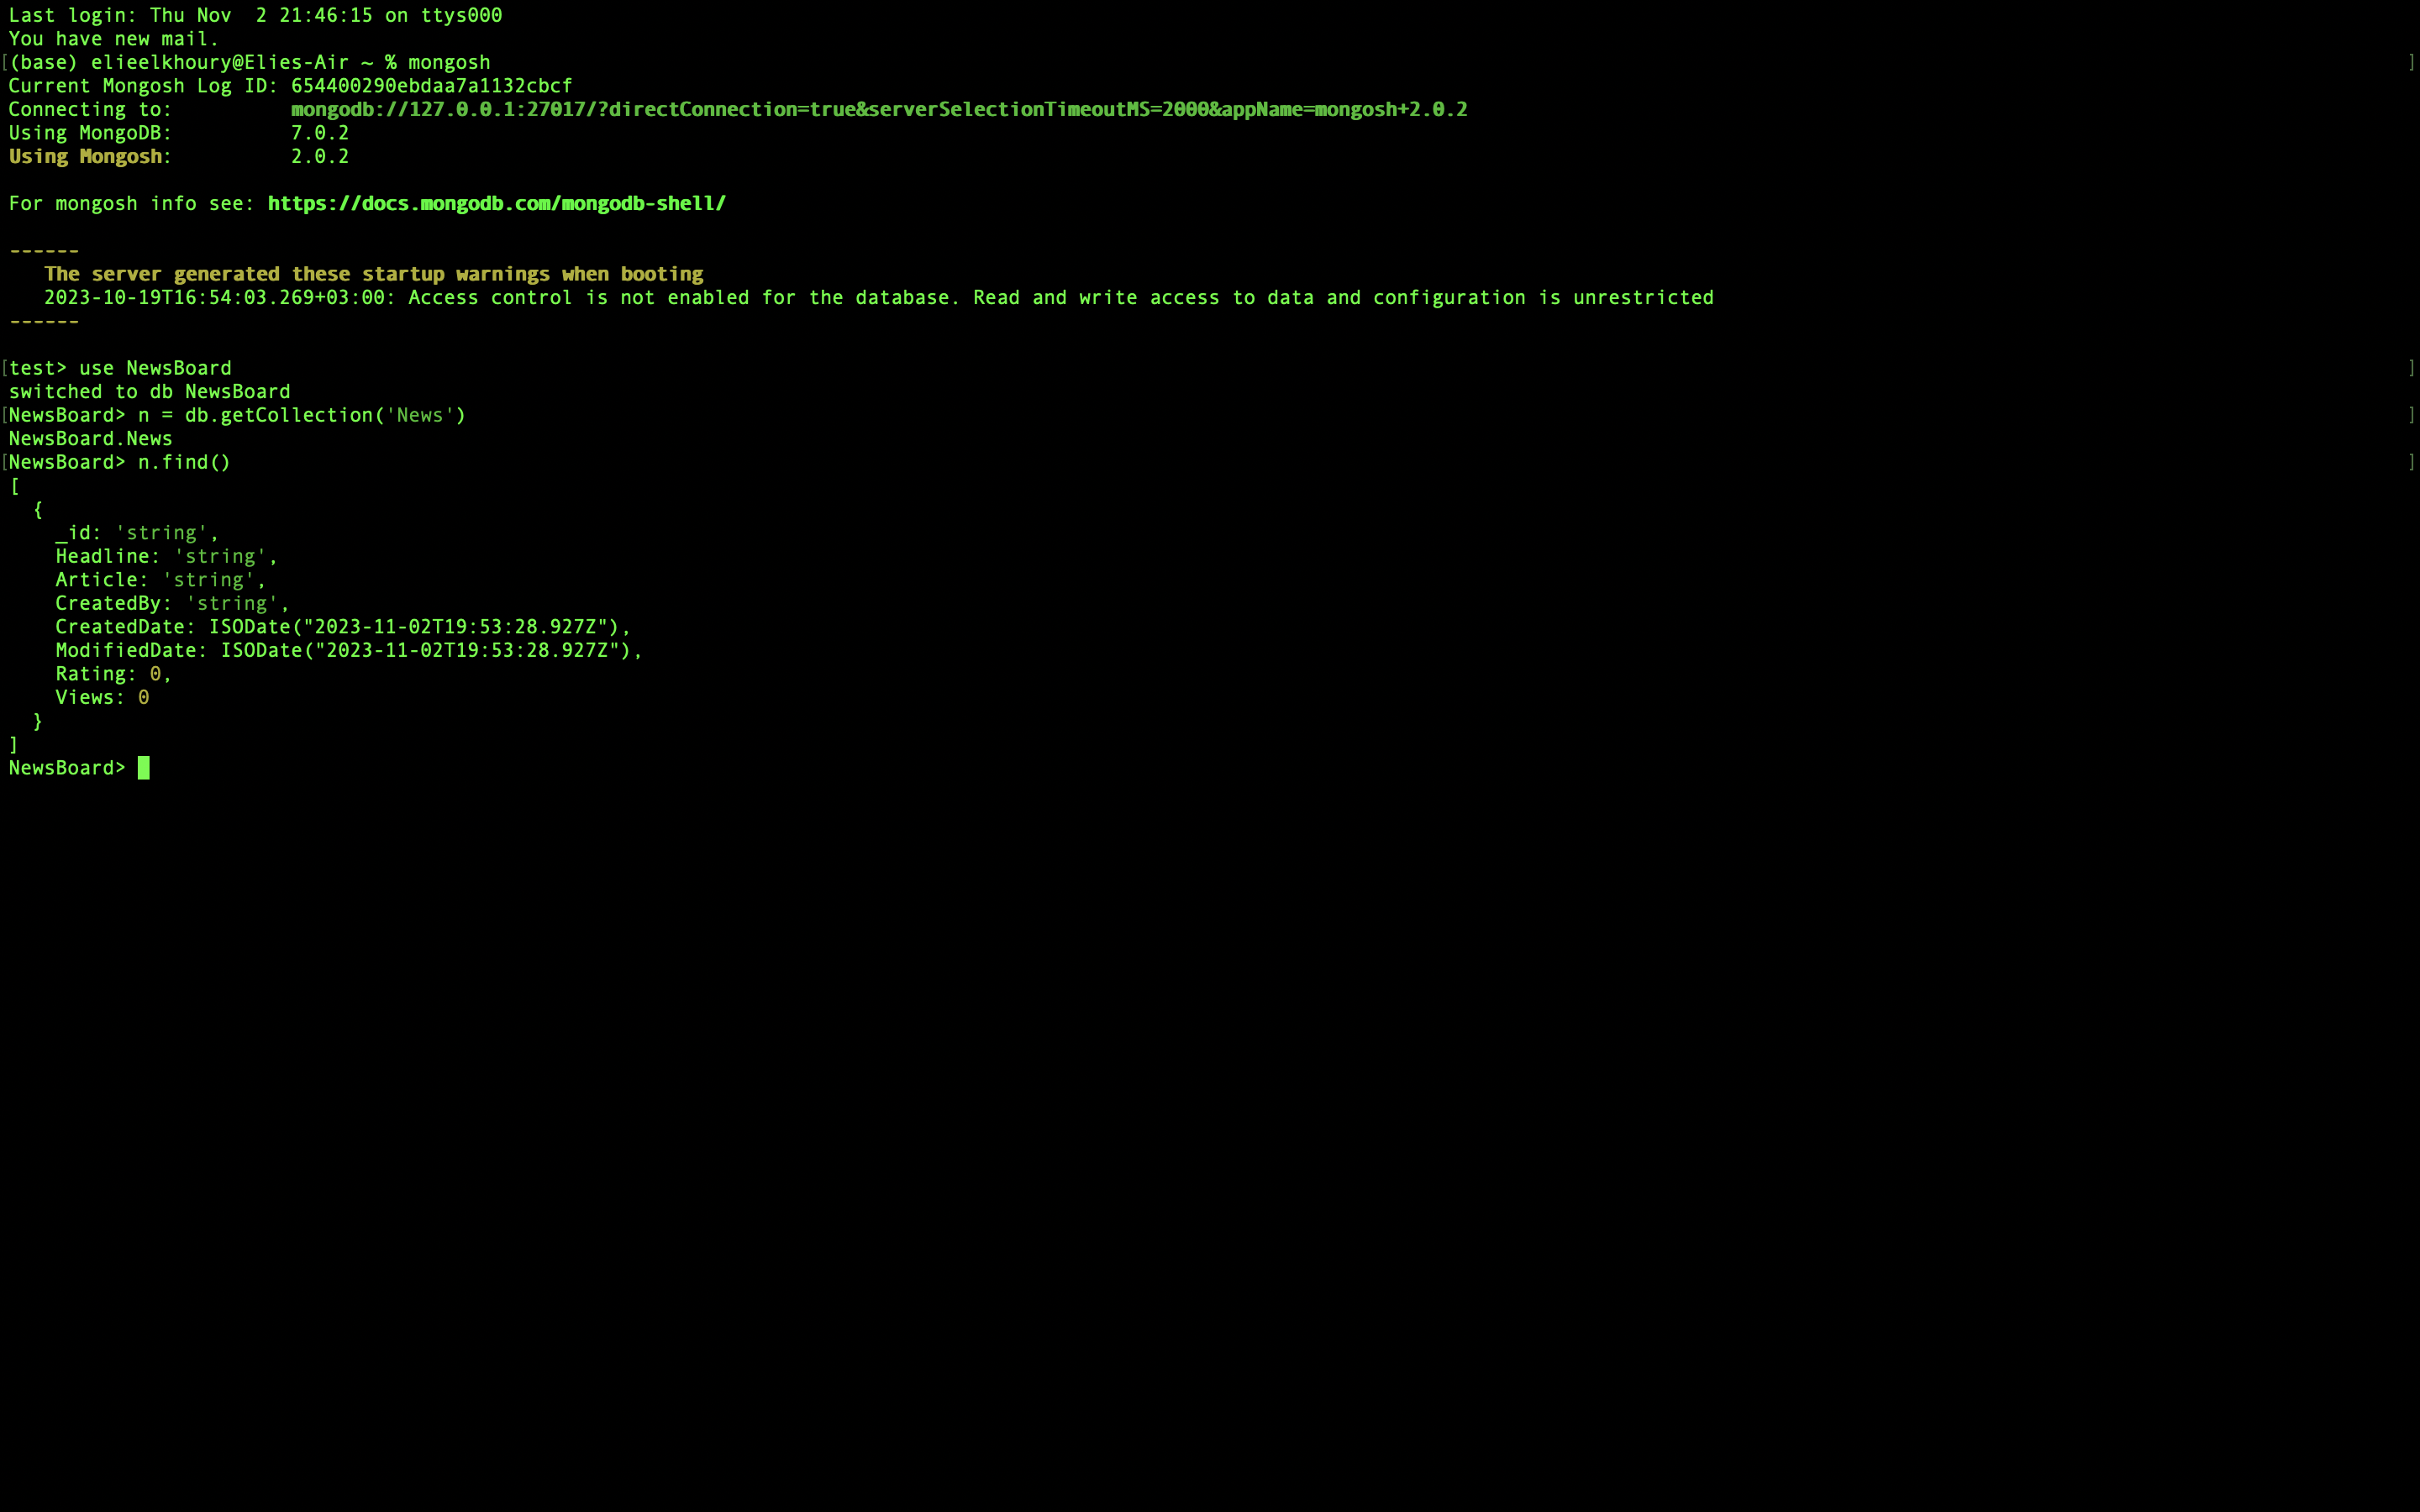 Last login: Thu Nov  2 21:46:15 on ttys000
You have new mail.
[(base) elieelkhoury@Elies-Air ~ % mongosh ]
Current Mongosh Log ID: 654400290ebdaa7a1132cbcf
Connecting to:          mongodb://127.0.0.1:27017/?directConnection=true&serverSelectionTimeoutMS=2000&appName=mongosh+2.0.2
Using MongoDB:          7.0.2
Using Mongosh:          2.0.2
For mongosh info see: https://docs.mongodb.com/mongodb-shell/
------
   The server generated these startup warnings when booting
   2023-10-19T16:54:03.269+03:00: Access control is not enabled for the database. Read and write access to data and configuration is unrestricted
------
[test> use NewsBoard ]
switched to db NewsBoard
[NewsBoard> n = db.getCollection('News') ]
NewsBoard.News
[NewsBoard> n.find() ]
[
  {
    _id: 'string',
    Headline: 'string',
    Article: 'string',
    CreatedBy: 'string',
    CreatedDate: ISODate("2023-11-02T19:53:28.927Z"),
    ModifiedDate: ISODate("2023-11-02T19:53:28.927Z"),
    Rating: 0,
    Views: 0
  }
]
NewsBoard>